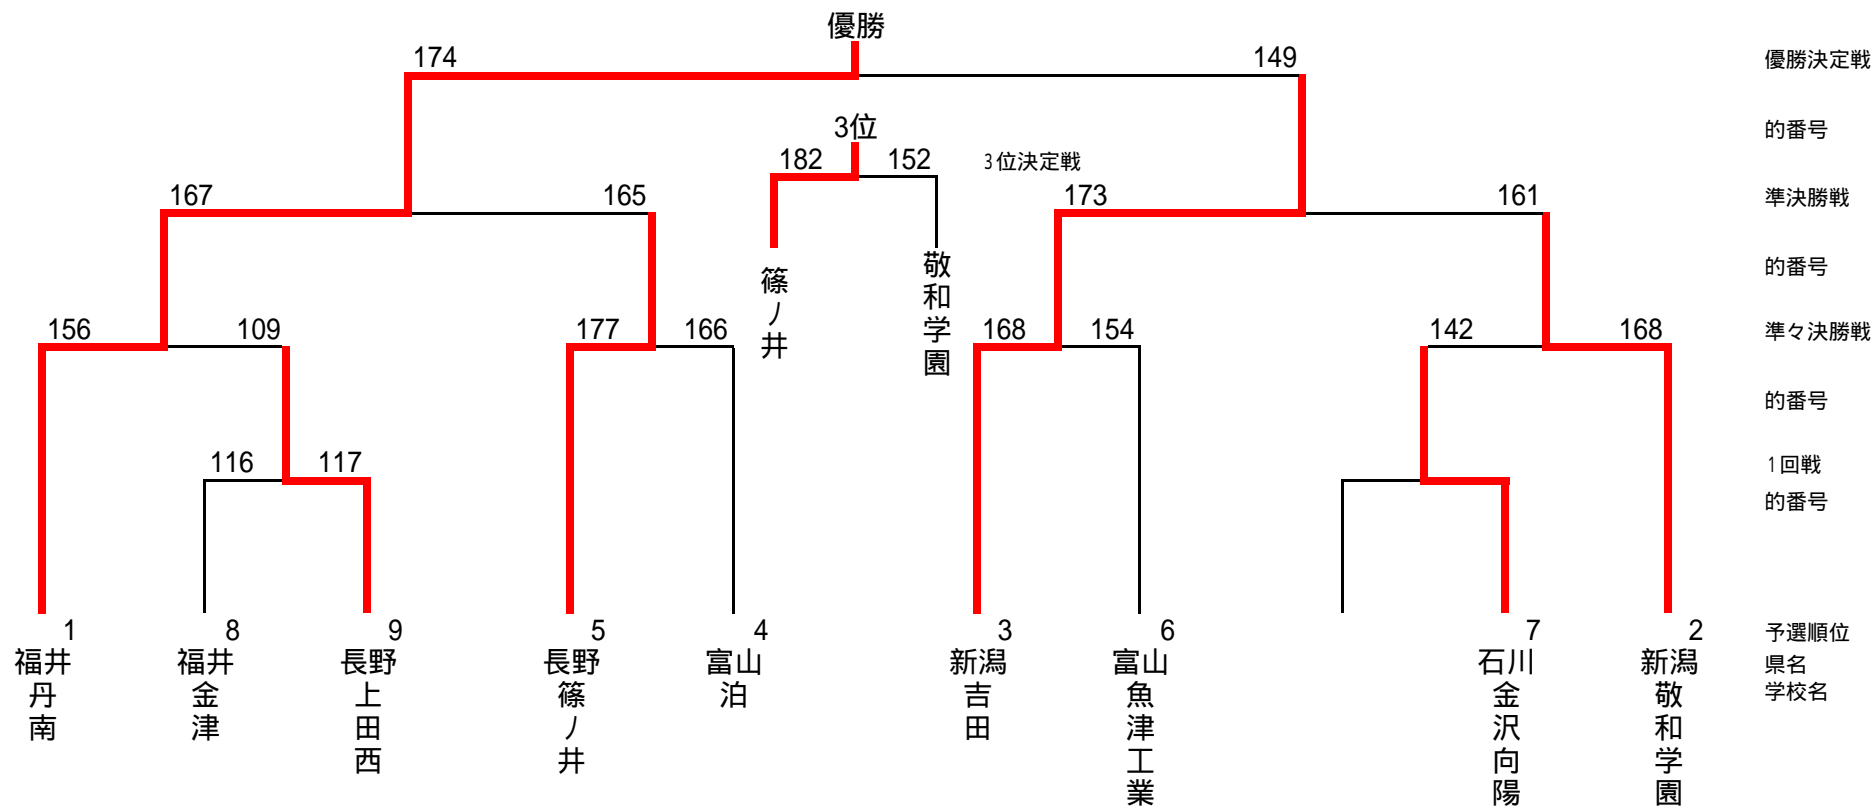 優勝
174
149
優勝決定戦
的番号
3位
182
152
3位決定戦
167
165
173
161
準決勝戦
篠ノ井
敬和学園
的番号
156
109
177
166
168
154
142
168
準々決勝戦
的番号
116
117
1回戦
的番号
1
8
9
5
4
3
6
7
2
予選順位
福井
福井
長野
長野
富山
新潟
富山
石川
新潟
県名
丹南
金津
上田西
篠ノ井
泊
吉田
魚津工業
金沢向陽
敬和学園
学校名